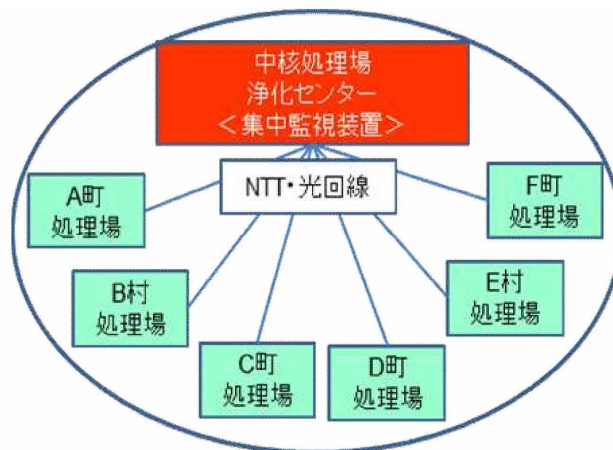 中核処理場
浄化センター
＜集中監視装置＞
NTT・光回線
A町
処理場
F町
処理場
B村
処理場
E村
処理場
C町
処理場
D町
処理場